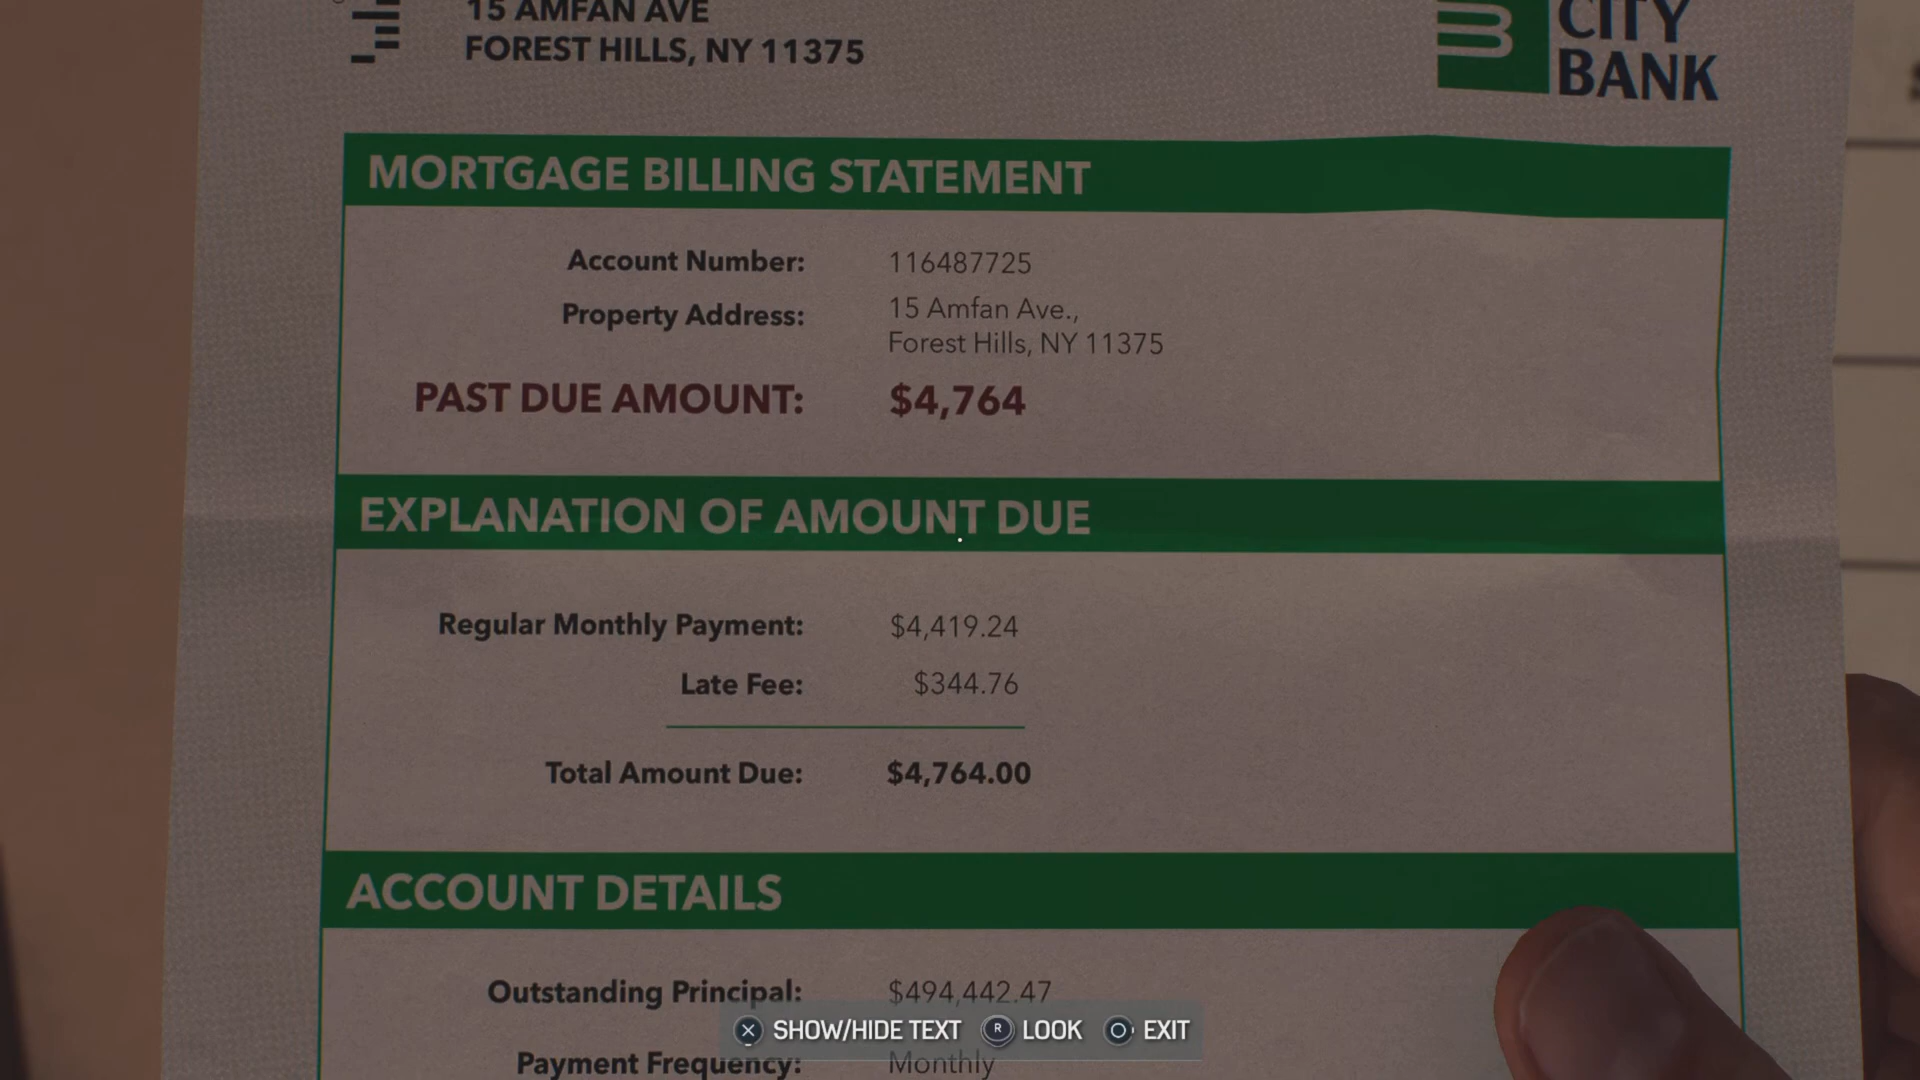 15 AMFAN AVE
FOREST HILLS, NY 11375
CITY
BANK
MORTGAGE BILLING STATEMENT
Account Number: 116487725
Property Address: 15 Amfan Ave.,
Forest Hills, NY 11375
PAST DUE AMOUNT: $4,764
EXPLANATION OF AMOUNT DUE
Regular Monthly Payment: $4,419.24
Late Fee: $344.76
Total Amount Due: $4,764.00
ACCOUNT DETAILS
Outstanding Principal: $494,442.47
SHOW/HIDE TEXT R LOOK EXIT
Payment Frequency: Monthly